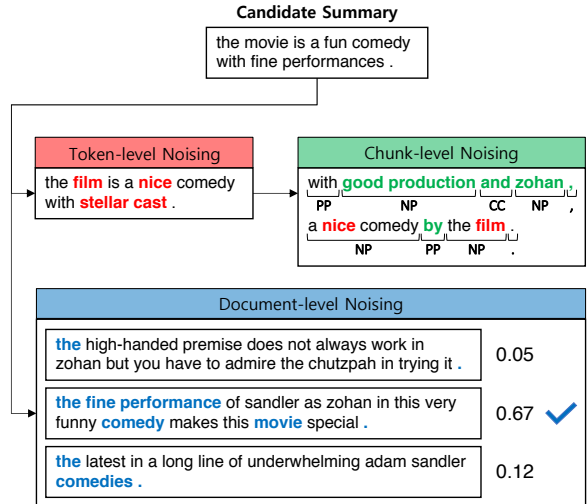 Candidate Summary
the movie is a fun comedy
with fine performances .
Token-level Noising
the film is a nice comedy
with stellar cast .
Chunk-level Noising
with good production and zohan ,
PP NP CC NP ,
a nice comedy by the film .
NP PP NP .
Document-level Noising
the high-handed premise does not always work in
zohan but you have to admire the chutzpah in trying it .
0.05
the fine performance of sandler as zohan in this very
funny comedy makes this movie special .
0.67
the latest in a long line of underwhelming adam sandler
comedies .
0.12